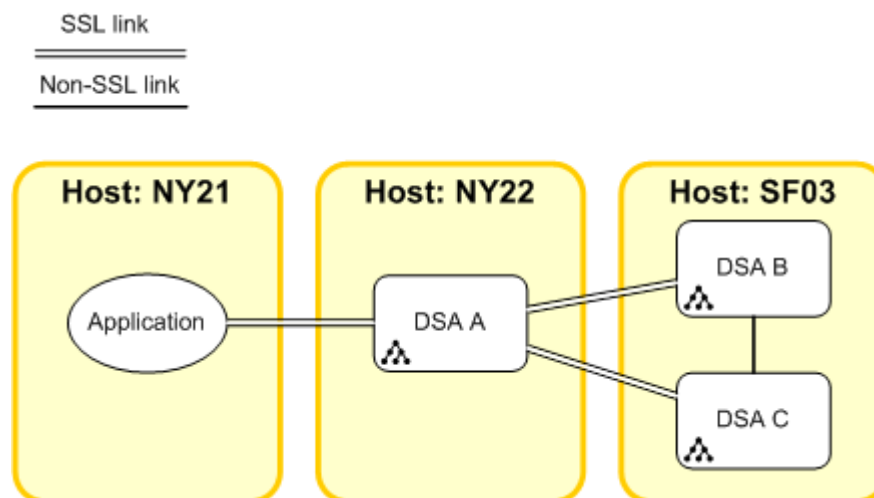 SSL link
Non-SSL link
Host: NY21
Host: NY22
Host: SF03
Application
DSA A
DSA B
DSA C